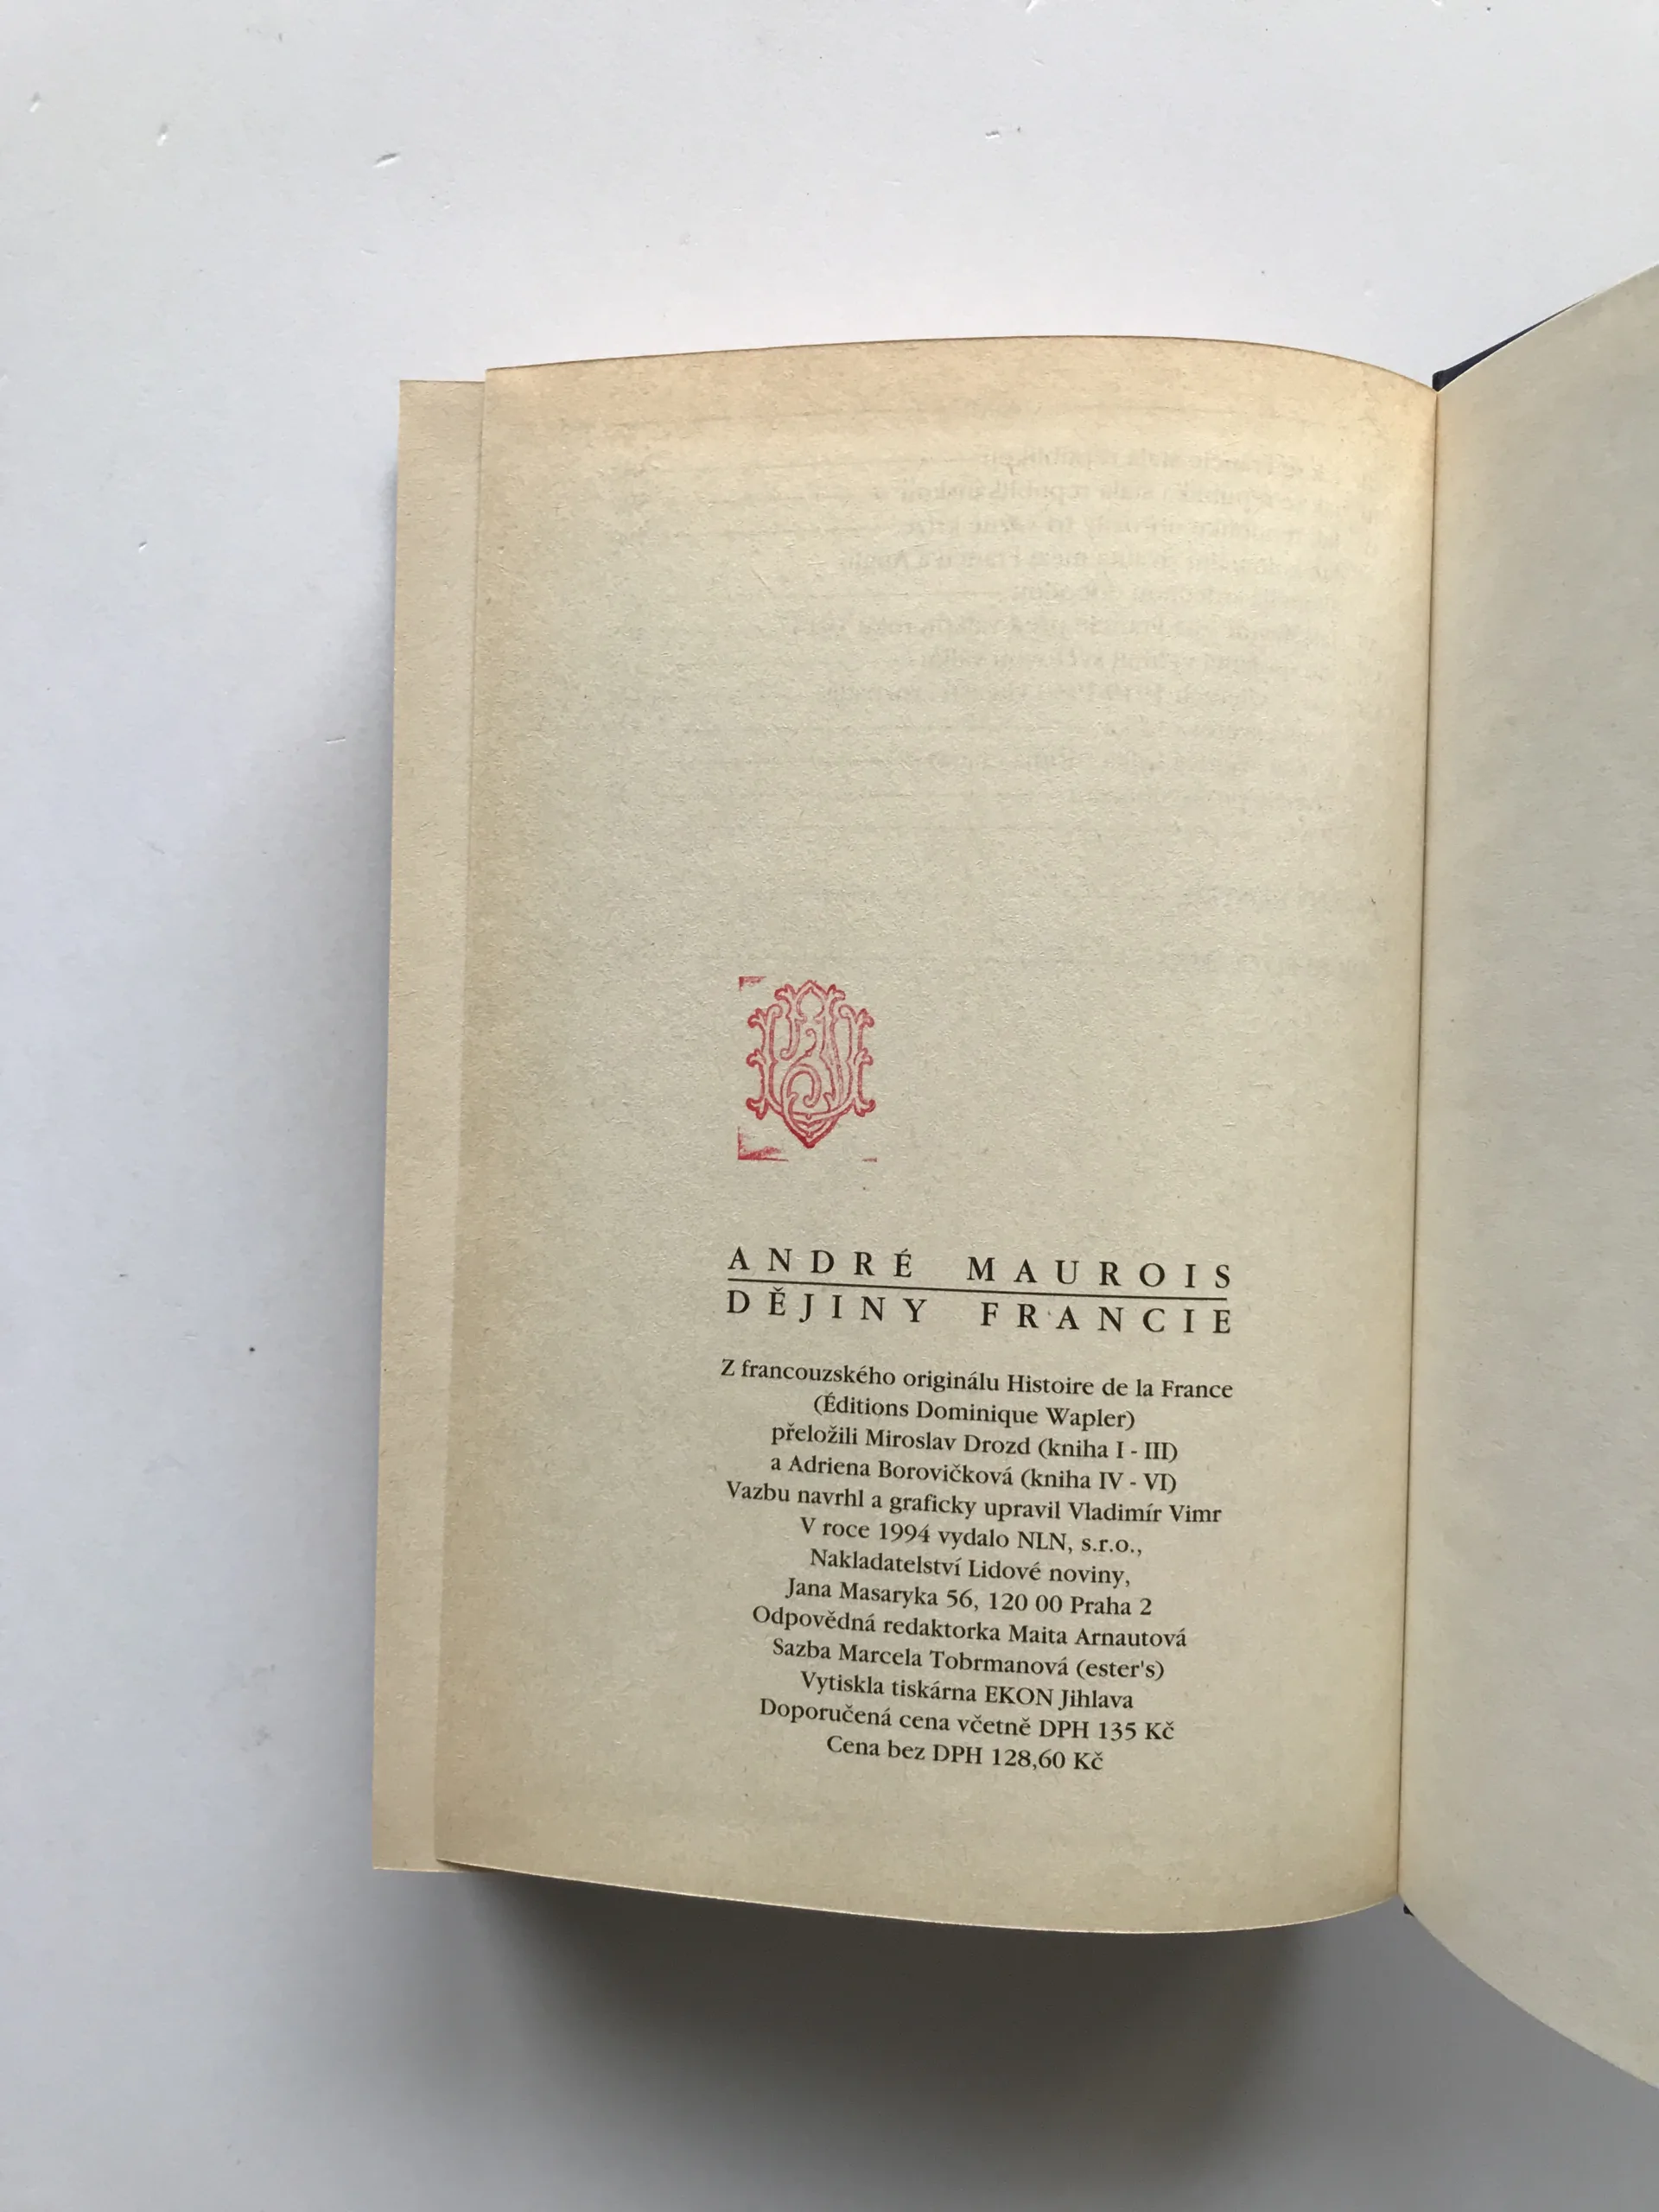 ANDRÉ MAUROIS
DĚJINY FRANCIE
Z francouzského originálu Histoire de la France
(Éditions Dominique Wapler)
přeložili Miroslav Drozd (kniha I - III)
a Adriena Borovičková (kniha IV - VI)
Vazbu navrhl a graficky upravil Vladimír Vimr
V roce 1994 vydalo NLN, s.r.o.,
Nakladatelství Lidové noviny,
Jana Masaryka 56, 120 00 Praha 2
Odpovědná redaktorka Maita Arnautová
Sazba Marcela Tobrmanová (ester's)
Vytiskla tiskárna EKON Jihlava
Doporučená cena včetně DPH 135 Kč
Cena bez DPH 128,60 Kč